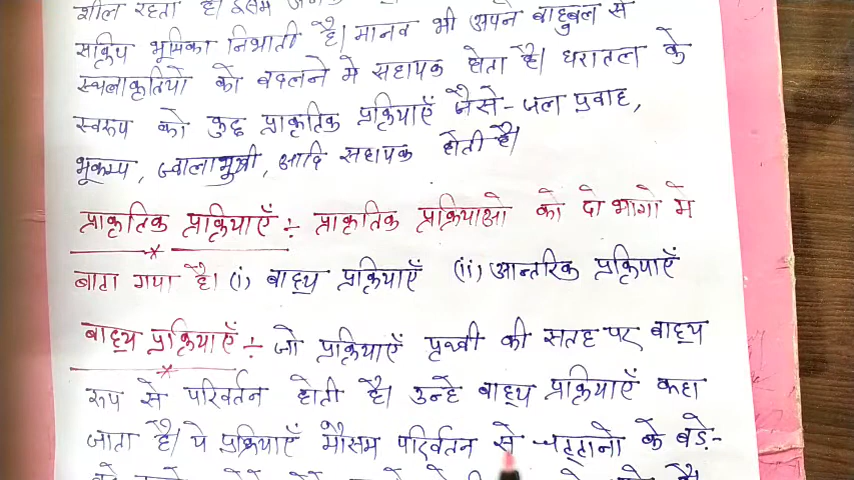 शील रहता है। इसमें
सक्रिय भूमिका निभाती है। मानव भी अपने बाहुबल से
स्थलाकृतियो को बदलने मे सहायक होता है। धरातल के
स्वरूप को कुछ प्राकृतिक प्रक्रियाएँ जैसे- जल प्रवाह,
भूकम्प, ज्वालामुखी, आदि सहायक होती है।
प्राकृतिक प्रक्रियाएँ ÷ प्राकृतिक प्रक्रियाओ को दो भागो मे
बाटा गया है। (i) बाह्य प्रक्रियाएँ (ii) आन्तरिक प्रक्रियाएँ
बाह्य प्रक्रियाएँ ÷ जो प्रक्रियाएँ पृथ्वी की सतह पर बाह्य
रूप से परिवर्तन होती है। उन्हे बाह्य प्रक्रियाएँ कहा
जाता है। ये प्रक्रियाएँ मौसम परिवर्तन से चट्टानो के बड़े-